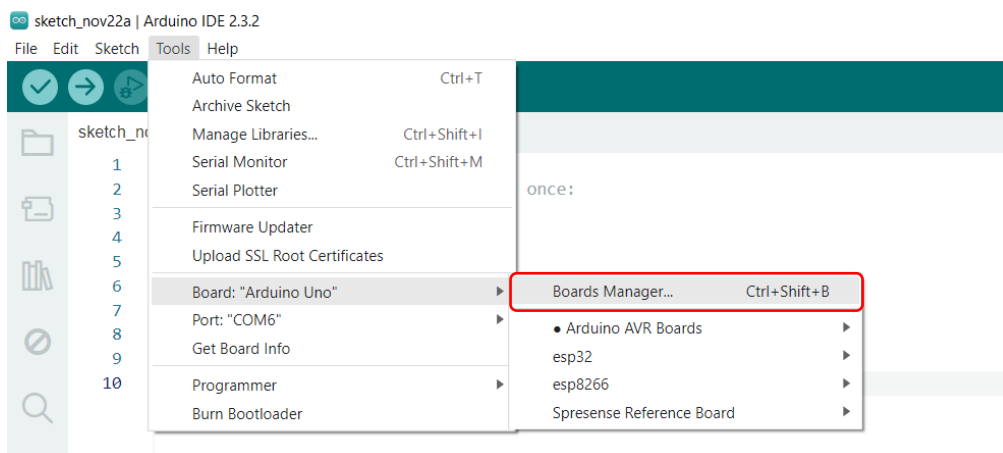 sketch_nov22a | Arduino IDE 2.3.2
File Edit Sketch Tools Help
sketch_no
1
2 once:
3
4
5
6
7
8
9
10
Auto Format Ctrl+T
Archive Sketch
Manage Libraries... Ctrl+Shift+I
Serial Monitor Ctrl+Shift+M
Serial Plotter
Firmware Updater
Upload SSL Root Certificates
Board: "Arduino Uno"
Port: "COM6"
Get Board Info
Programmer
Burn Bootloader
Boards Manager... Ctrl+Shift+B
● Arduino AVR Boards
esp32
esp8266
Spresense Reference Board